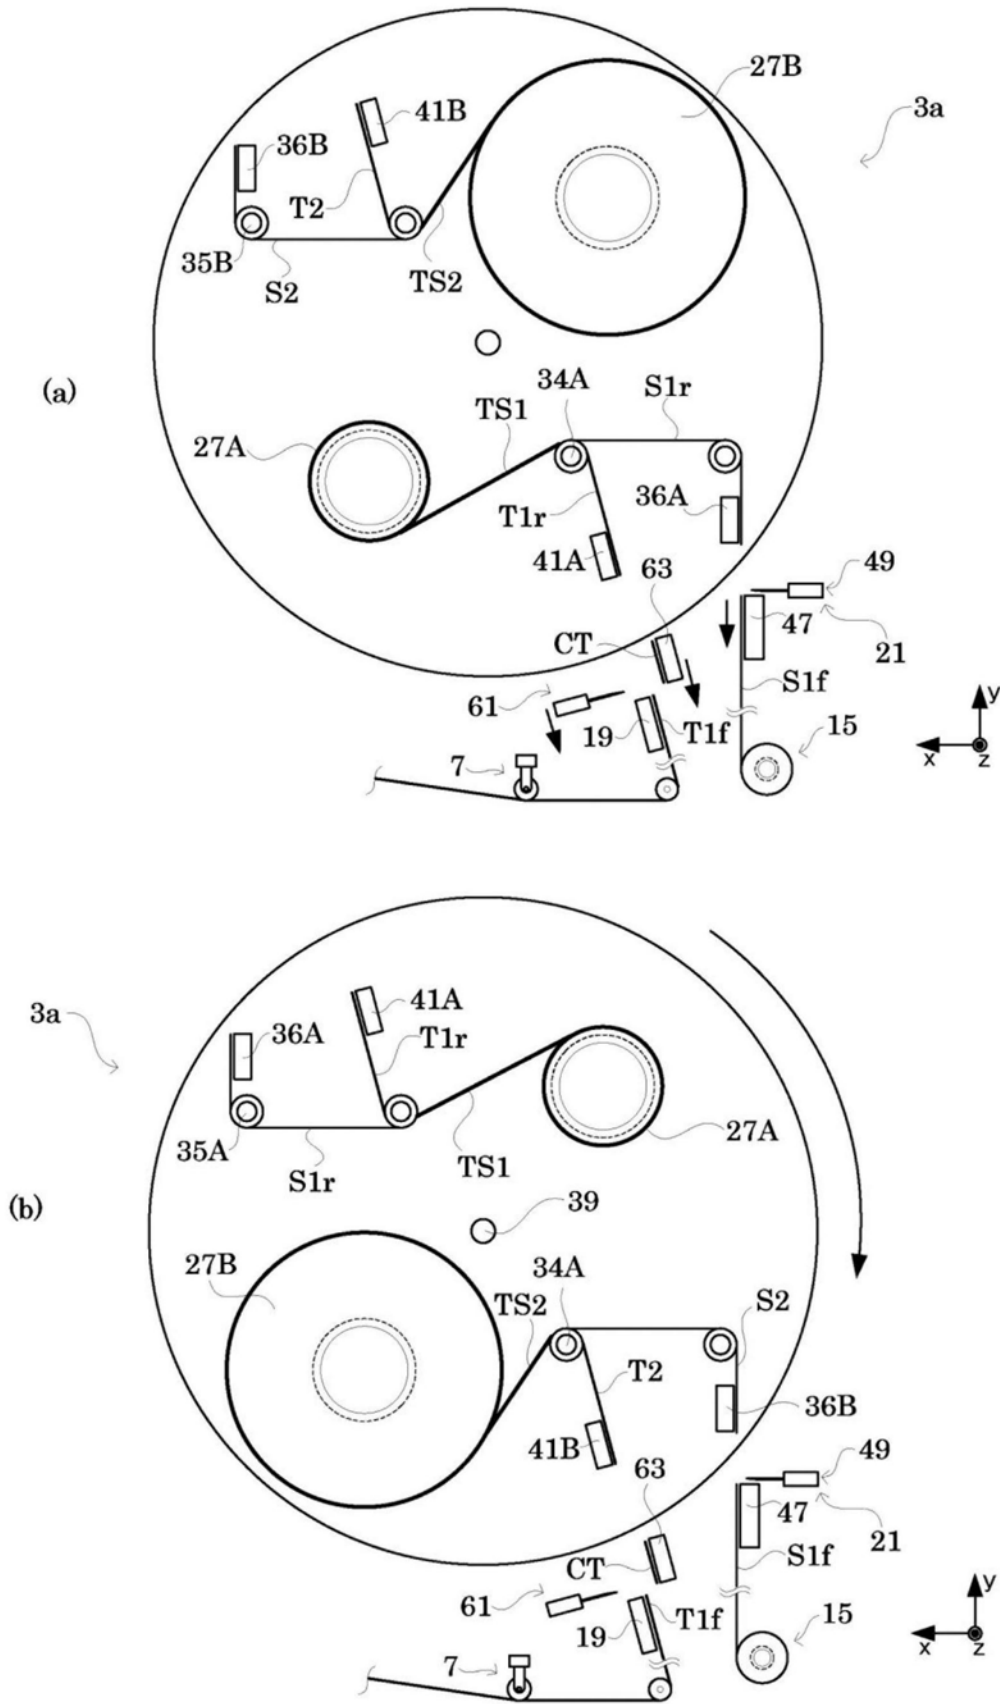 27B
3a
41B
36B
T2
35B
S2
TS2
(a)
34A
S1r
TS1
27A
T1r
36A
41A
63
49
47
CT
21
S1f
61
19
T1f
15
7
y
x
z
3a
41A
36A
T1r
35A
27A
S1r
TS1
(b)
39
27B
34A
TS2
S2
T2
36B
41B
63
49
47
21
CT
S1f
61
T1f
19
15
7
y
x
z